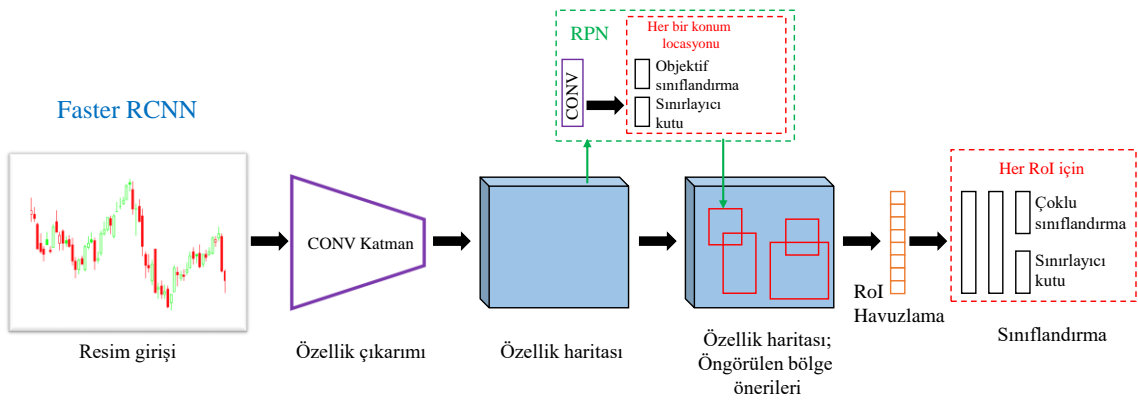 Faster RCNN
RPN
CONV
Her bir konum
locasyonu
Objektif
sınıflandırma
Sınırlayıcı
kutu
CONV Katman
RoI
Havuzlama
Her RoI için
Çoklu
sınıflandırma
Sınırlayıcı
kutu
Resim girişi
Özellik çıkarımı
Özellik haritası
Özellik haritası;
Öngörülen bölge
önerileri
Sınıflandırma